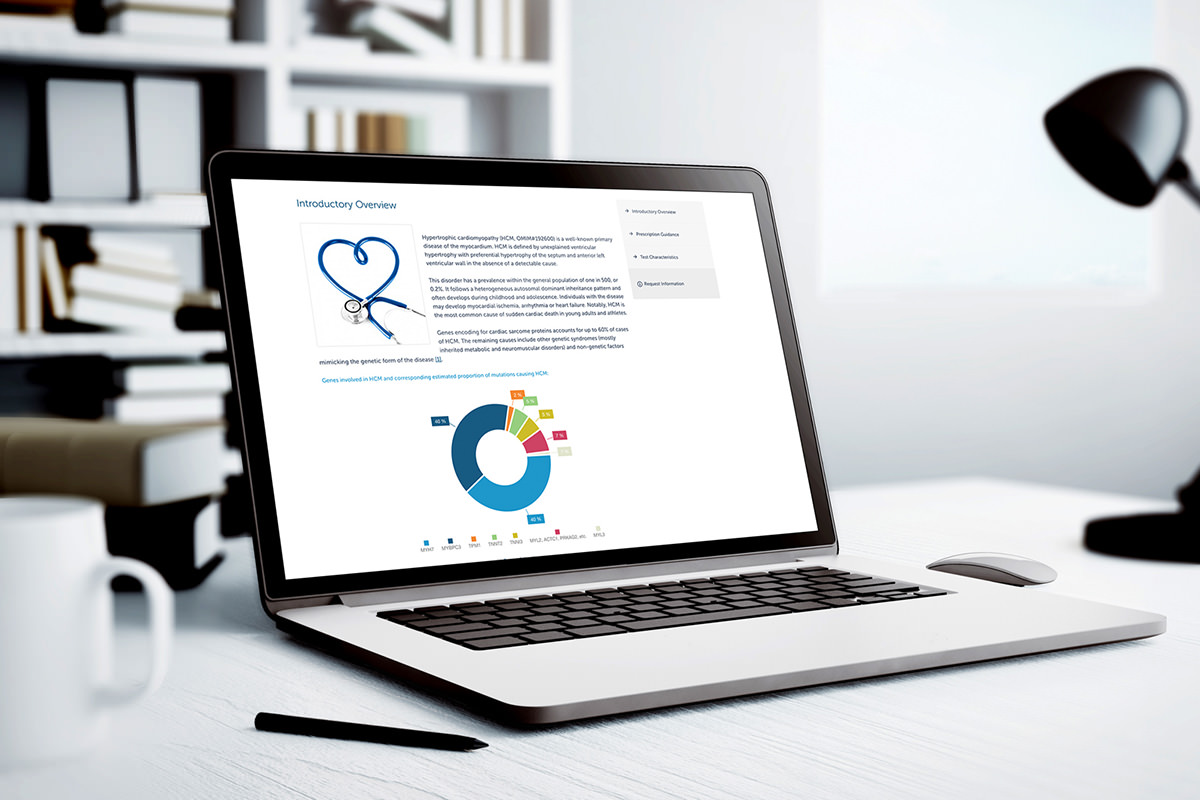 Introductory Overview
Introductory Overview
Prescription Guidance
Test Characteristics
Request Information
Hypertrophic cardiomyopathy (HCM, OMIM#192600) is a well-known primary
disease of the myocardium. HCM is defined by unexplained ventricular
hypertrophy with preferential hypertrophy of the septum and anterior left
ventricular wall in the absence of a detectable cause.
This disorder has a prevalence within the general population of one in 500, or
0.2%. It follows a heterogeneous autosomal dominant inheritance pattern and
often develops during childhood and adolescence. Individuals with the disease
may develop myocardial ischemia, arrhythmia or heart failure. Notably, HCM is
the most common cause of sudden cardiac death in young adults and athletes.
Genes encoding for cardiac sarcome proteins accounts for up to 60% of cases
of HCM. The remaining causes include other genetic syndromes (mostly
inherited metabolic and neuromuscular disorders) and non-genetic factors
mimicking the genetic form of the disease [1].
Genes involved in HCM and corresponding estimated proportion of mutations causing HCM.
5 %
7 %
40 %
MYH7 MYBPC3 TPM1 TNNT2 TNNI3 MYL2, ACTC1, PRKAG2, etc. MYL3